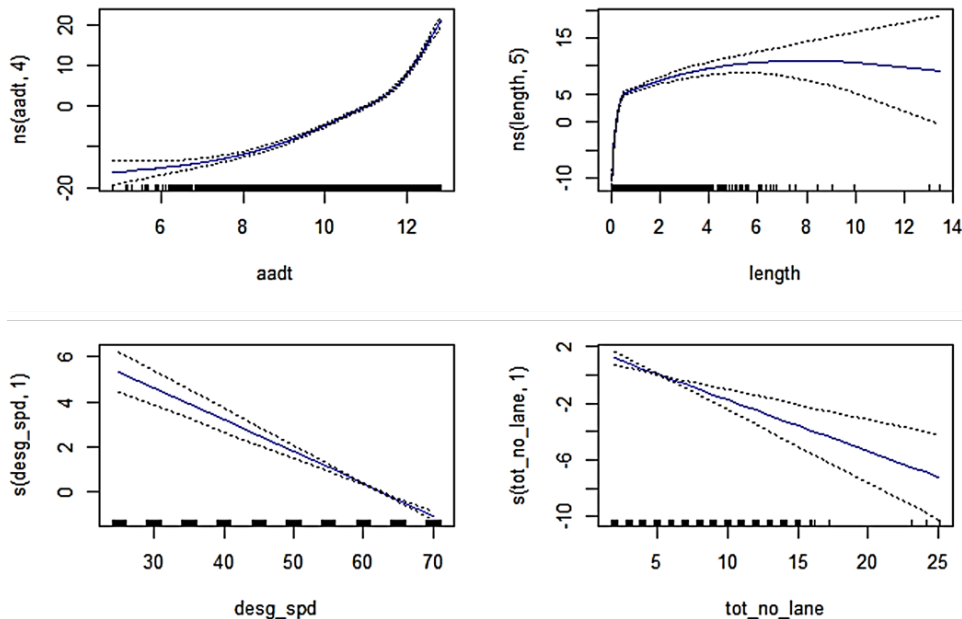 ns(aadt, 4)
20
10
0
-20
6 8 10 12
aadt
ns(length, 5)
15
5
0
-10
0 2 4 6 8 10 12 14
length
s(desg_spd, 1)
6
4
2
0
30 40 50 60 70
desg_spd
s(tot_no_lane, 1)
2
-2
-6
-10
5 10 15 20 25
tot_no_lane